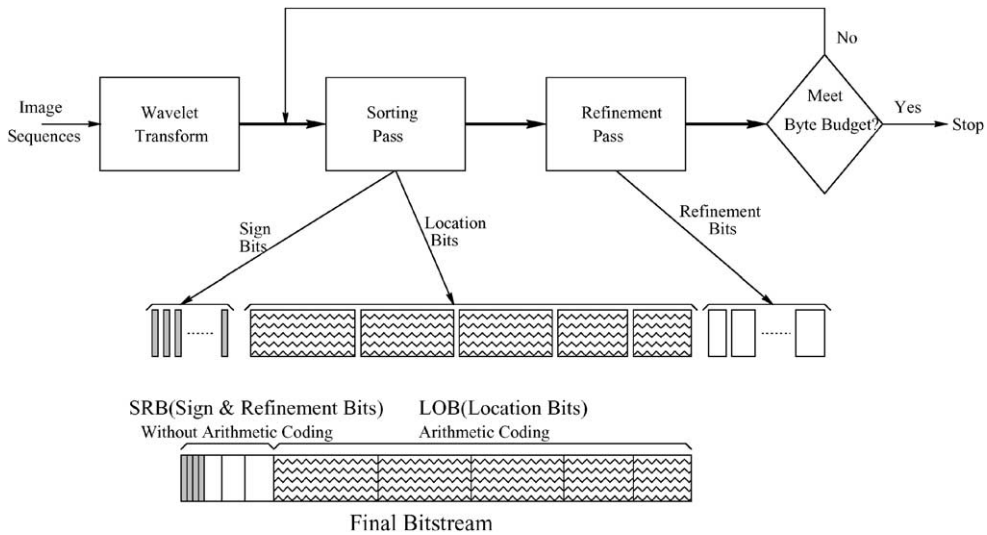 No
Image
Sequences
Wavelet
Transform
Sorting
Pass
Refinement
Pass
Meet
Byte Budget?
Yes
Stop
Sign
Bits
Location
Bits
Refinement
Bits
SRB(Sign & Refinement Bits)
Without Arithmetic Coding
LOB(Location Bits)
Arithmetic Coding
Final Bitstream